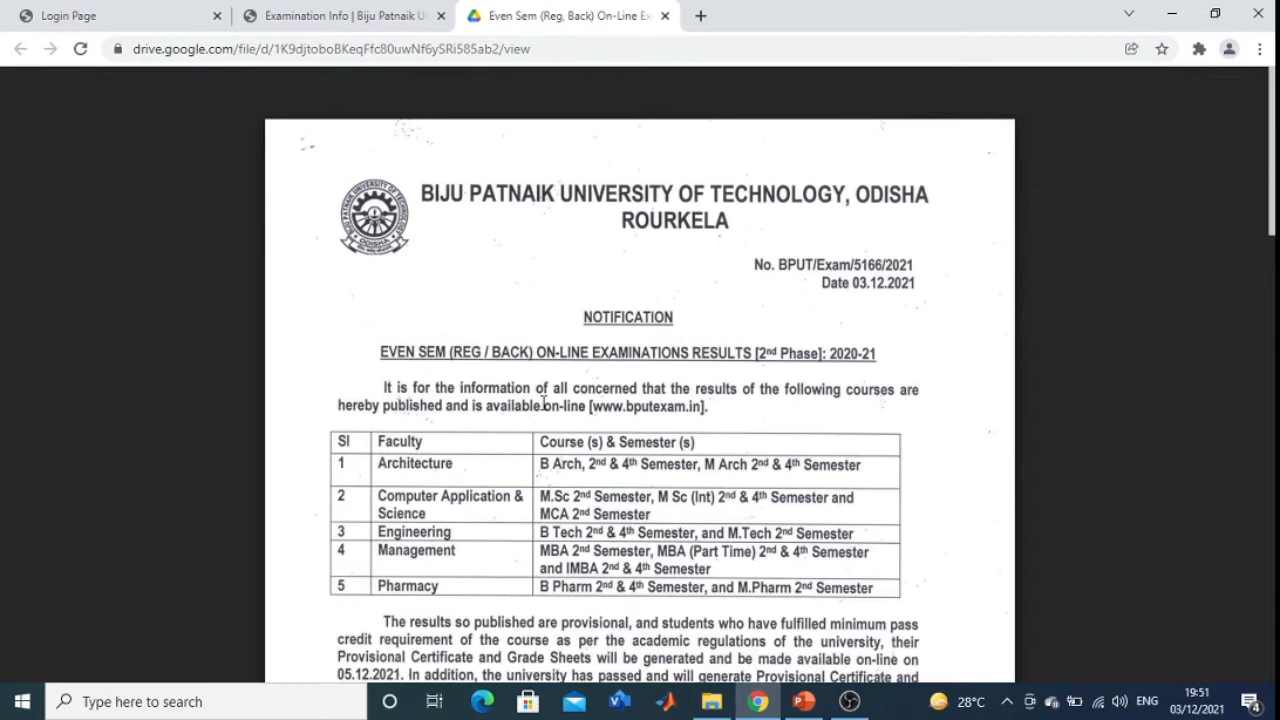 Login Page
Examination Info | Biju Patnaik Un
Even Sem (Reg, Back) On-Line Ex
drive.google.com/file/d/1K9djtoboBKeqFfc80uwNf6ySRi585ab2/view
BIJU PATNAIK UNIVERSITY OF TECHNOLOGY, ODISHA
ROURKELA
No. BPUT/Exam/5166/2021
Date 03.12.2021
NOTIFICATION
EVEN SEM (REG / BACK) ON-LINE EXAMINATIONS RESULTS [2nd Phase]: 2020-21
It is for the information of all concerned that the results of the following courses are
hereby published and is available on-line [www.bputexam.in].
Sl Faculty Course (s) & Semester (s)
1 Architecture B Arch, 2nd & 4th Semester, M Arch 2nd & 4th Semester
2 Computer Application & M.Sc 2nd Semester, M Sc (Int) 2nd & 4th Semester and
Science MCA 2nd Semester
3 Engineering B Tech 2nd & 4th Semester, and M.Tech 2nd Semester
4 Management MBA 2nd Semester, MBA (Part Time) 2nd & 4th Semester
and IMBA 2nd & 4th Semester
5 Pharmacy B Pharm 2nd & 4th Semester, and M.Pharm 2nd Semester
The results so published are provisional, and students who have fulfilled minimum pass
credit requirement of the course as per the academic regulations of the university, their
Provisional Certificate and Grade Sheets will be generated and be made available on-line on
05.12.2021. In addition, the university has passed and will generate Provisional Certificate and
Type here to search
28°C
ENG
19:51
03/12/2021
4